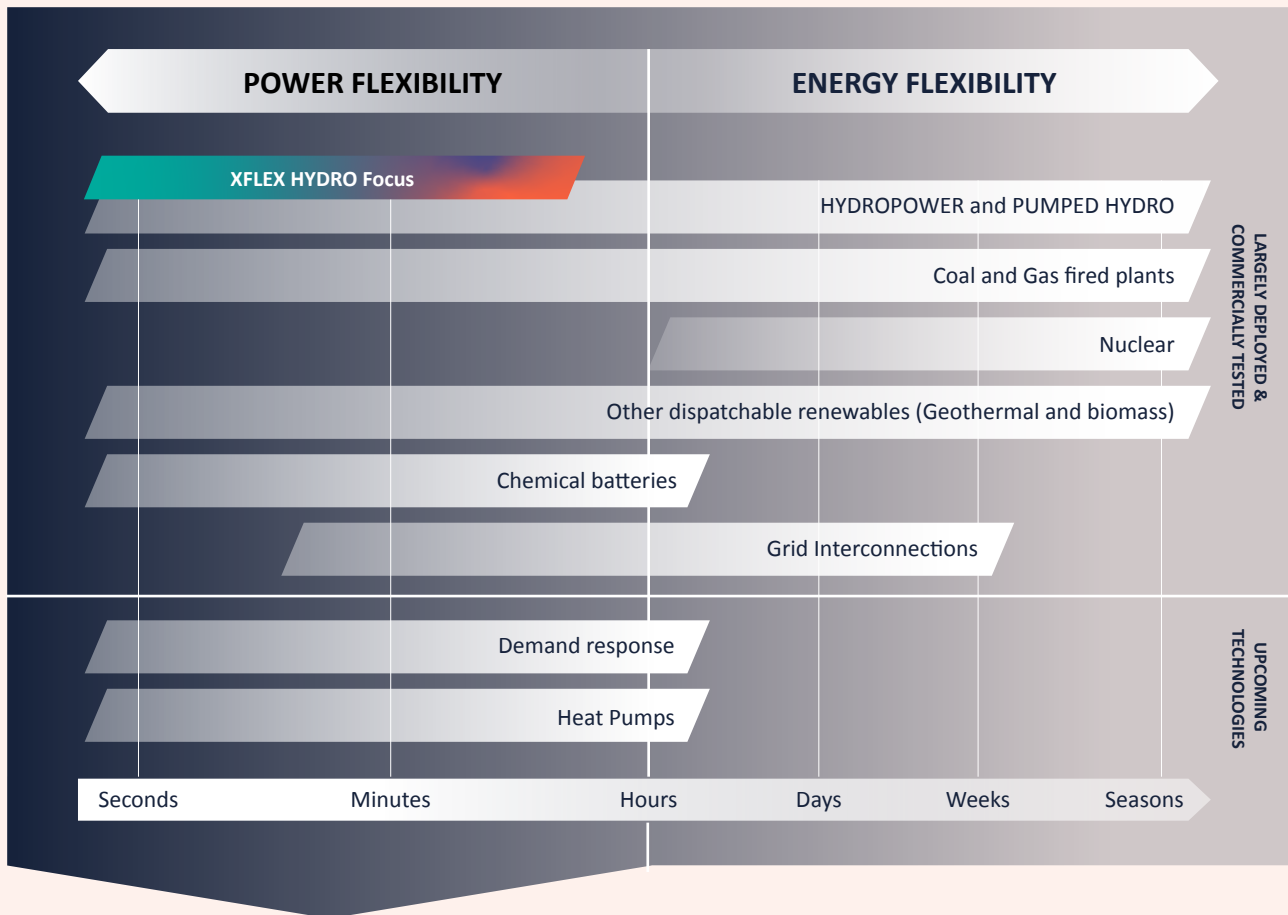 POWER FLEXIBILITY
ENERGY FLEXIBILITY
XFLEX HYDRO Focus
HYDROPOWER and PUMPED HYDRO
Coal and Gas fired plants
Nuclear
Other dispatchable renewables (Geothermal and biomass)
Chemical batteries
Grid Interconnections
LARGELY DEPLOYED &
COMMERCIALLY TESTED
Demand response
Heat Pumps
UPCOMING
TECHNOLOGIES
Seconds
Minutes
Hours
Days
Weeks
Seasons